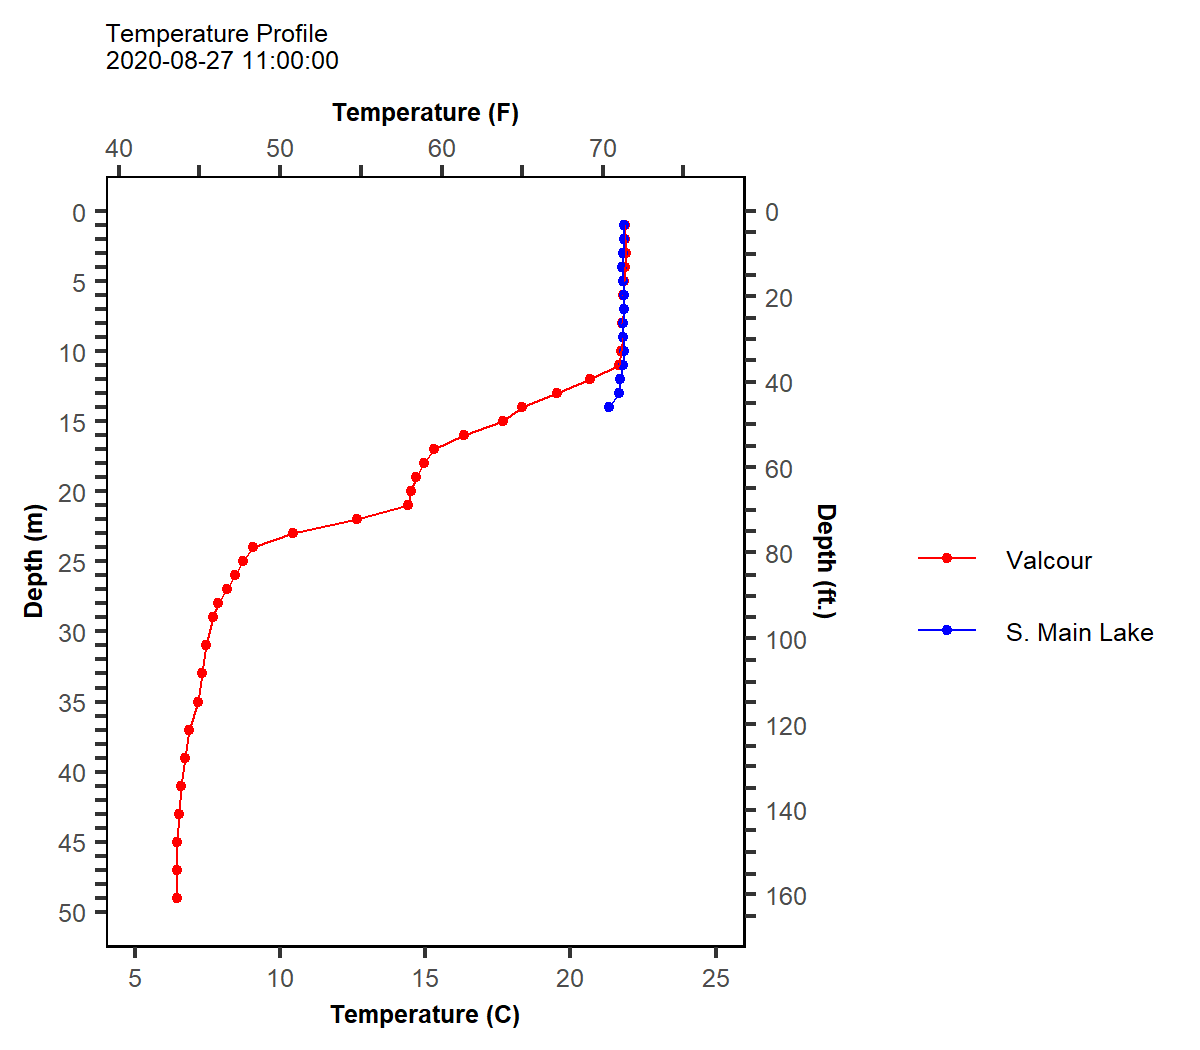 Temperature Profile
2020-08-27 11:00:00
Temperature (F)
40 50 60 70
0 0
5
20
10
40
15
60
20
80
25
100
30
35
120
40
140
45
160
50
Depth (m)
Depth (ft.)
Valcour
S. Main Lake
5 10 15 20 25
Temperature (C)